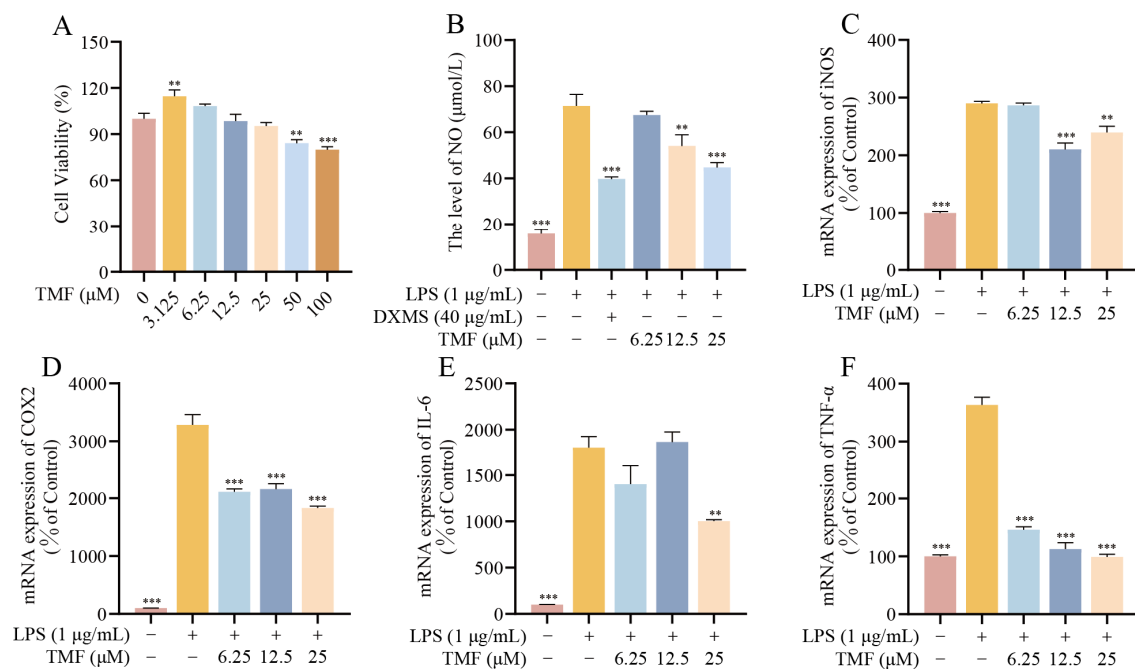 A
Cell Viability (%)
150
120
90
60
30
0
**
**
***
TMF (μM)
0
3.125
6.25
12.5
25
50
100
B
The level of NO (μmol/L)
100
80
60
40
20
0
***
***
**
***
LPS (1 μg/mL) − + + + + +
DXMS (40 μg/mL) − − + − − −
TMF (μM) − − − 6.25 12.5 25
C
mRNA expression of iNOS
(% of Control)
400
300
200
100
0
***
***
**
LPS (1 μg/mL) − + + + +
TMF (μM) − − 6.25 12.5 25
D
mRNA expression of COX2
(% of Control)
4000
3000
2000
1000
0
***
***
***
***
LPS (1 μg/mL) − + + + +
TMF (μM) − − 6.25 12.5 25
E
mRNA expression of IL-6
(% of Control)
2500
2000
1500
1000
500
0
***
**
LPS (1 μg/mL) − + + + +
TMF (μM) − − 6.25 12.5 25
F
mRNA expression of TNF-α
(% of Control)
400
300
200
100
0
***
***
***
***
LPS (1 μg/mL) − + + + +
TMF (μM) − − 6.25 12.5 25